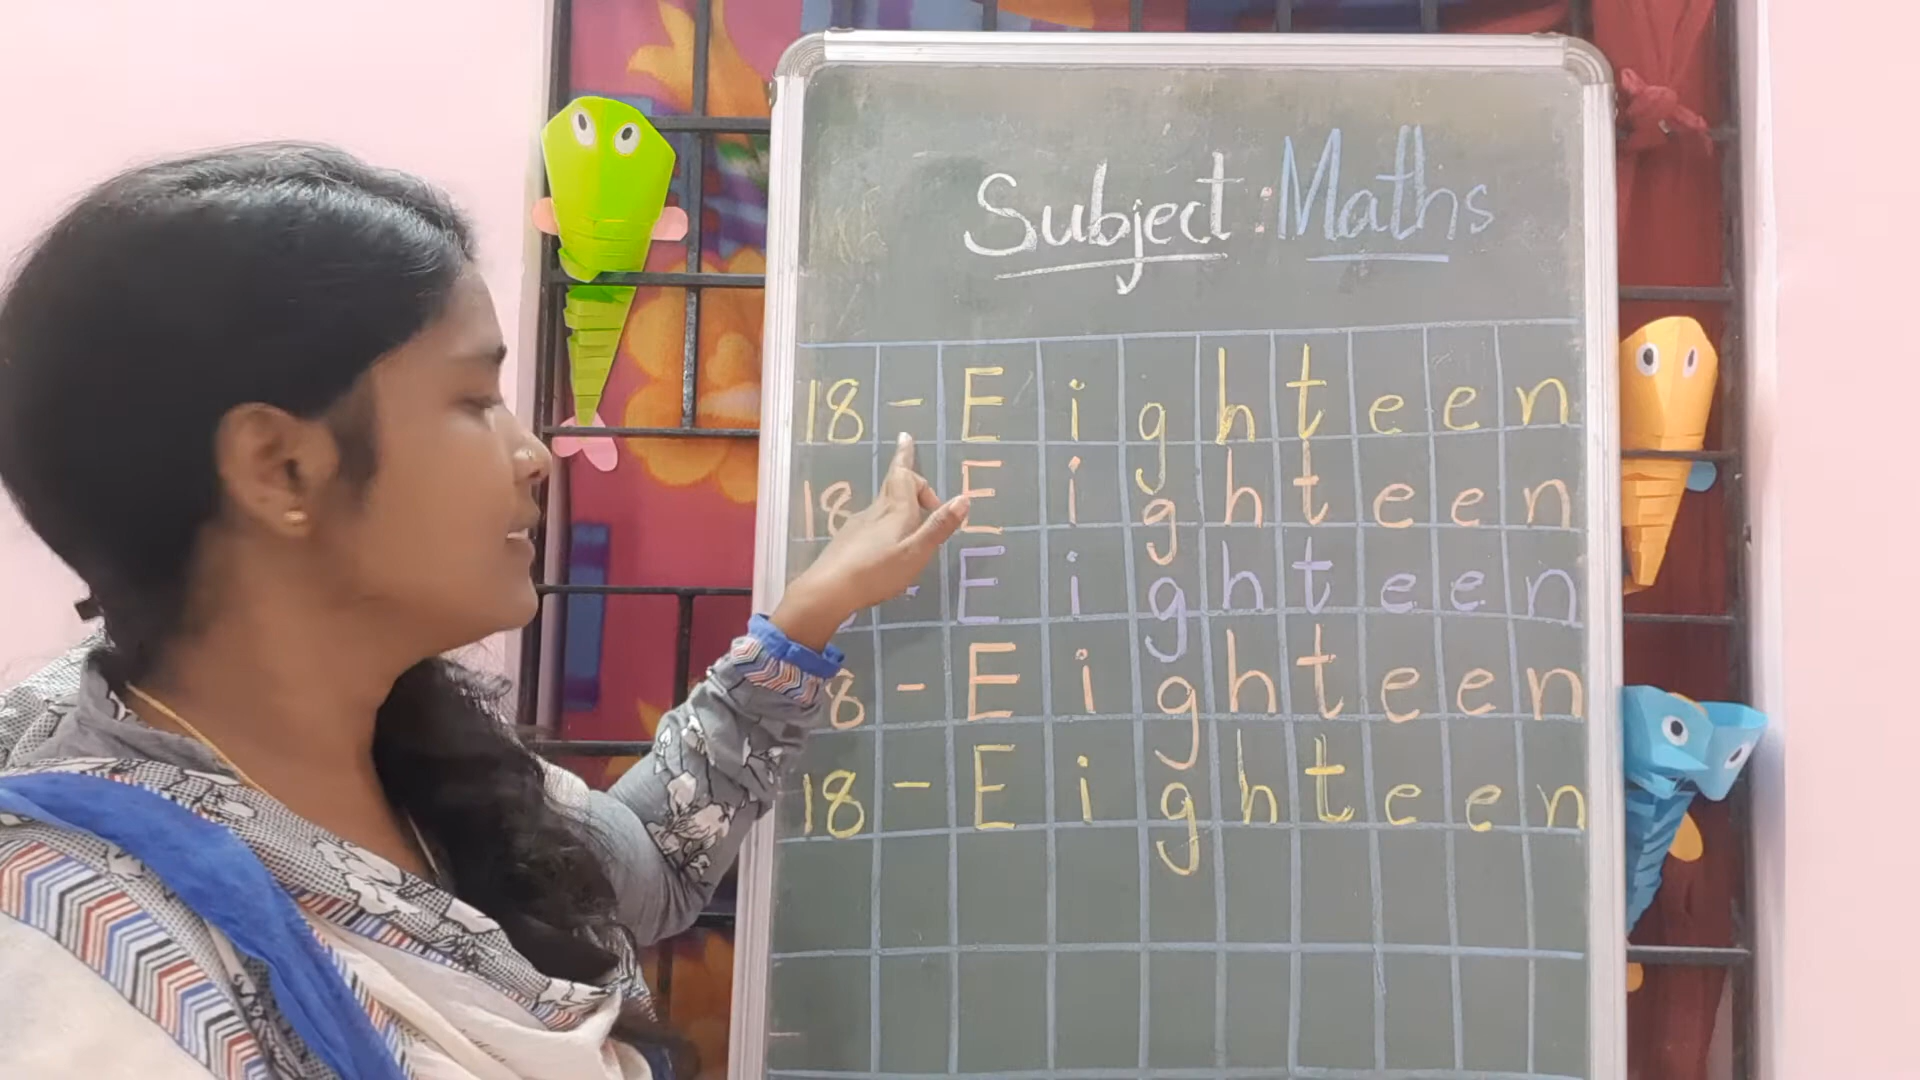 Subject : Maths
18 - Eighteen
18 Eighteen
- Eighteen
8 - Eighteen
18 - Eighteen